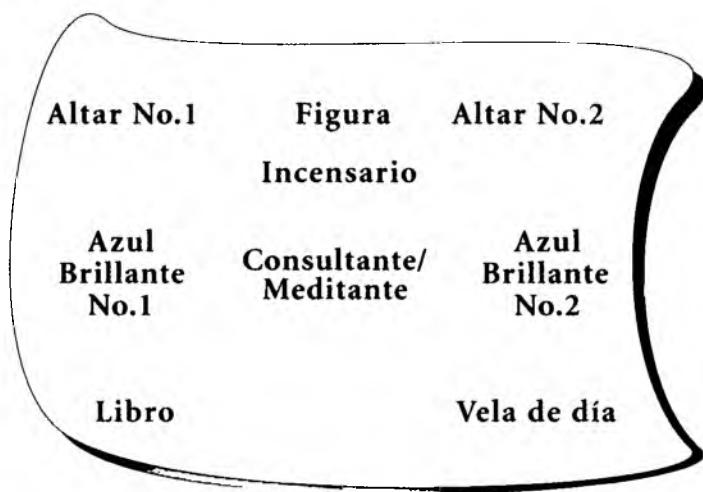 Altar No.1 Figura Altar No.2
Incensario
Azul
Brillante
No.1
Consultante/
Meditante
Azul
Brillante
No.2
Libro Vela de día